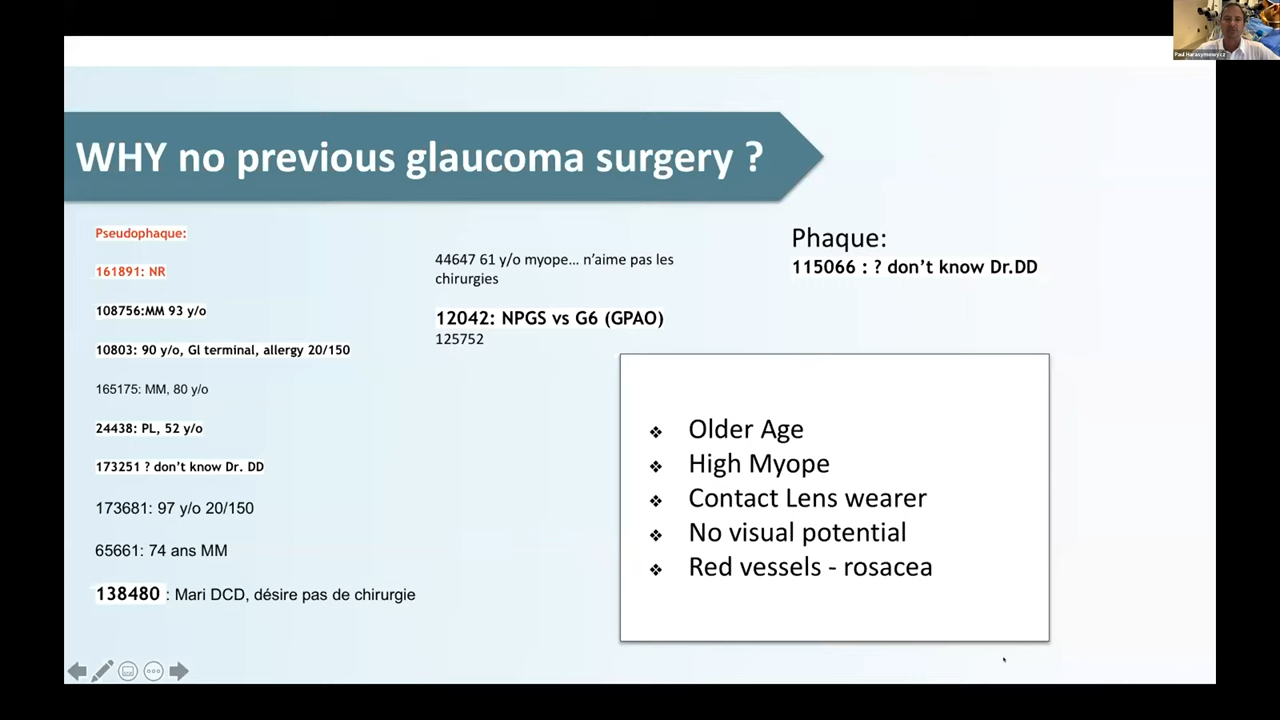 Paul Harasymowycz
WHY no previous glaucoma surgery ?
Pseudophaque:
161891: NR
108756:MM 93 y/o
10803: 90 y/o, Gl terminal, allergy 20/150
165175: MM, 80 y/o
24438: PL, 52 y/o
173251 ? don’t know Dr. DD
173681: 97 y/o 20/150
65661: 74 ans MM
138480 : Mari DCD, désire pas de chirurgie
44647 61 y/o myope... n’aime pas les
chirurgies
12042: NPGS vs G6 (GPAO)
125752
Phaque:
115066 : ? don’t know Dr.DD
❖ Older Age
❖ High Myope
❖ Contact Lens wearer
❖ No visual potential
❖ Red vessels - rosacea